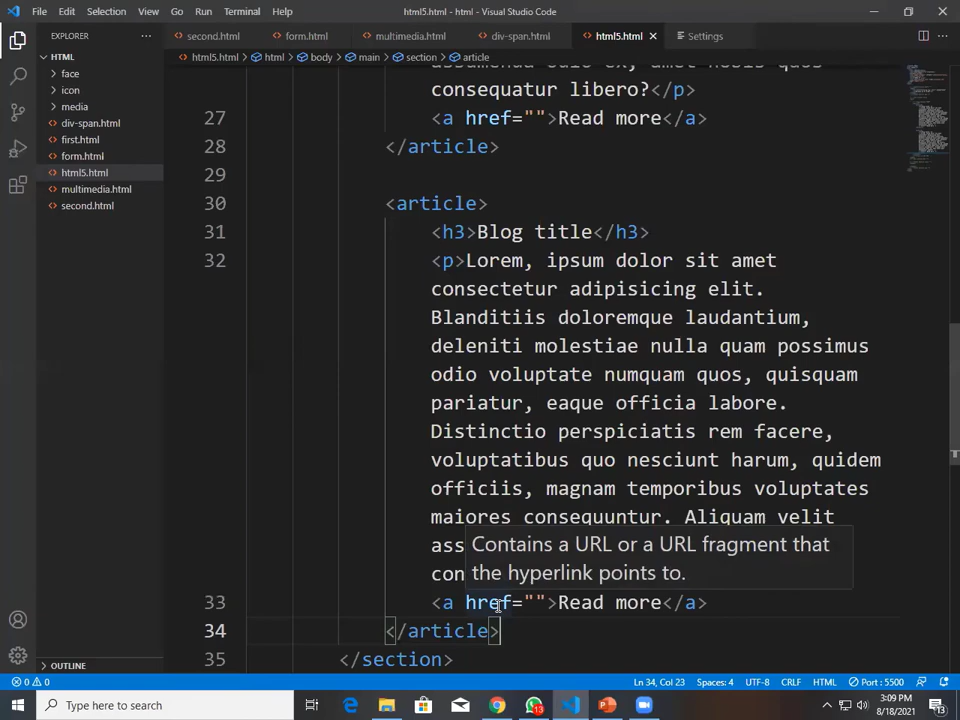 File Edit Selection View Go Run Terminal Help html5.html - html - Visual Studio Code
EXPLORER
second.html form.html multimedia.html div-span.html html5.html Settings
HTML
html5.html > html > body > main > section > article
face
icon
media
div-span.html
first.html
form.html
html5.html
multimedia.html
second.html
consequatur libero?</p>
27 <a href="">Read more</a>
28 </article>
29
30 <article>
31 <h3>Blog title</h3>
32 <p>Lorem, ipsum dolor sit amet
consectetur adipisicing elit.
Blanditiis doloremque laudantium,
deleniti molestiae nulla quam possimus
odio voluptate numquam quos, quisquam
pariatur, eaque officia labore.
Distinctio perspiciatis rem facere,
voluptatibus quo nesciunt harum, quidem
officiis, magnam temporibus voluptates
maiores consequuntur. Aliquam velit
ass
Contains a URL or a URL fragment that
con
the hyperlink points to.
33 <a href="">Read more</a>
34 </article>
35 </section>
OUTLINE
0 0 Ln 34, Col 23 Spaces: 4 UTF-8 CRLF HTML Port : 5500
Type here to search
13
3:09 PM
8/18/2021
13